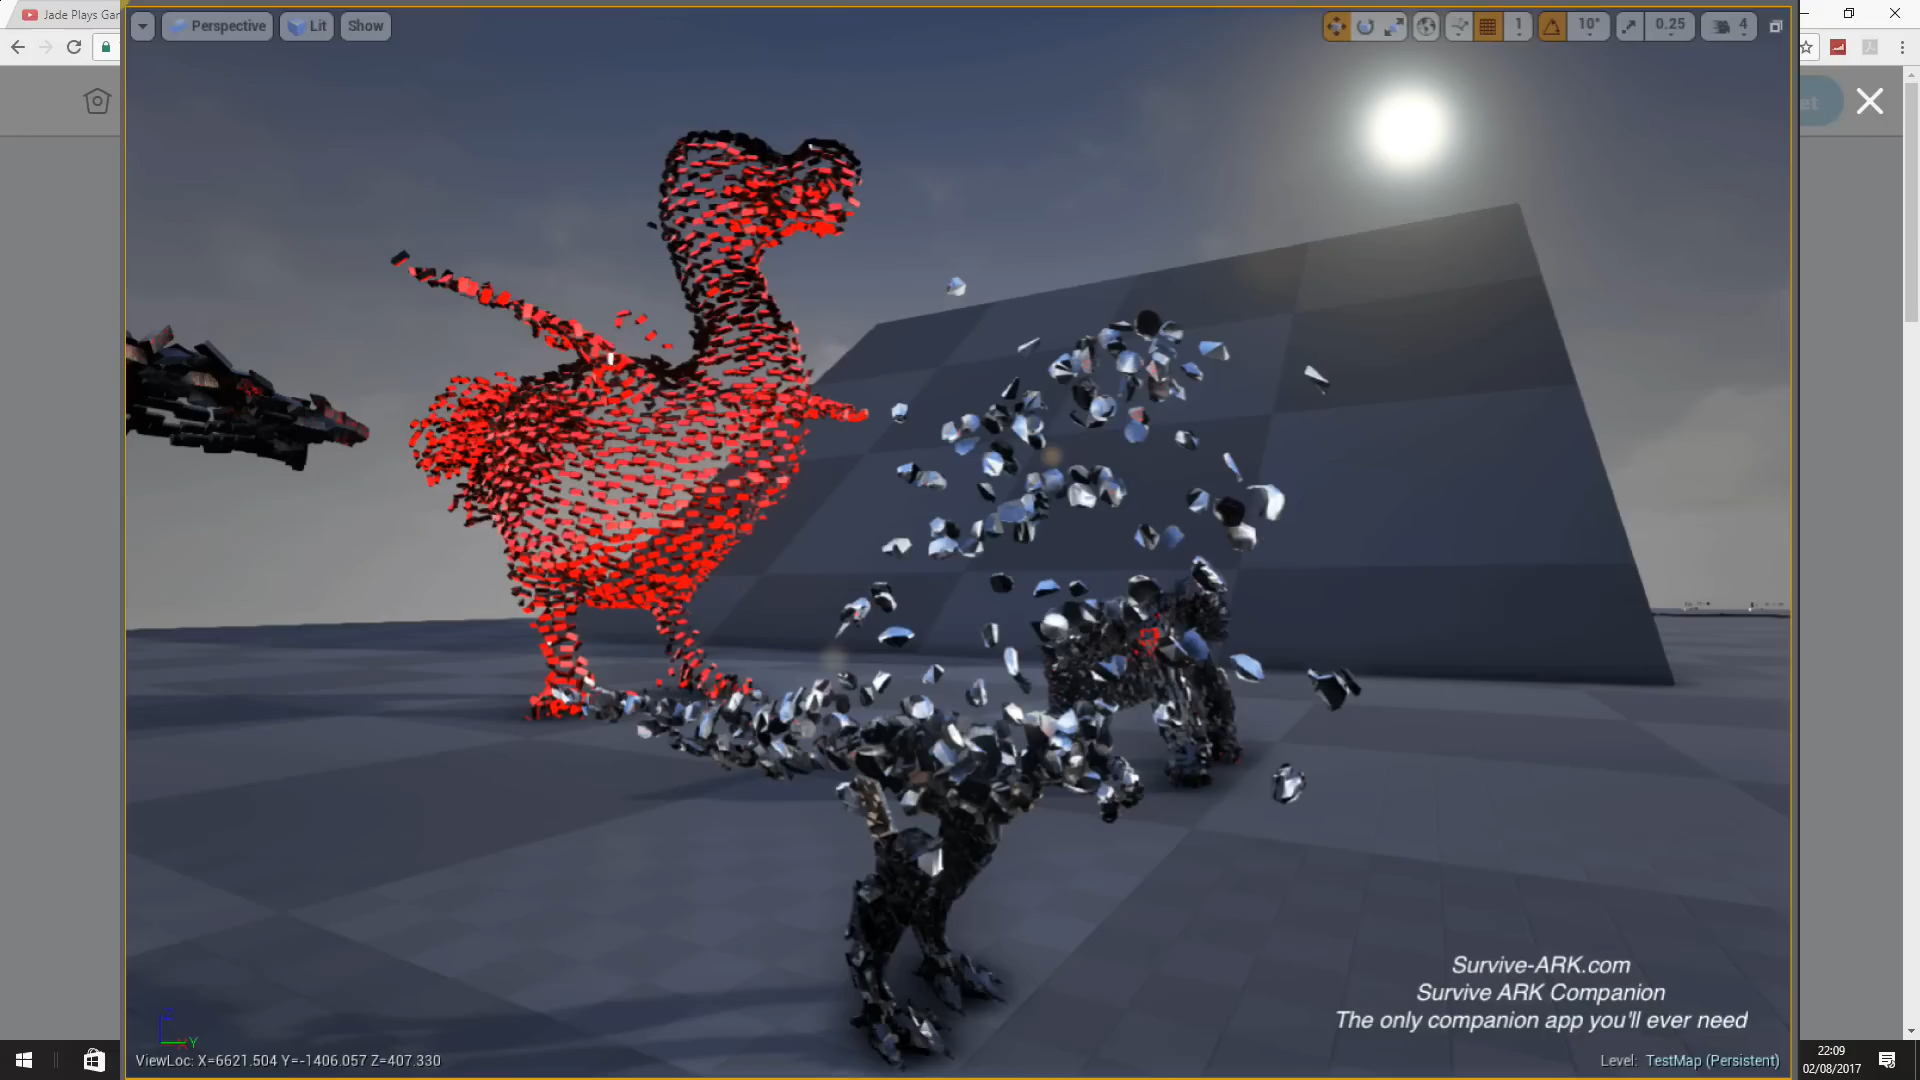 Jade Plays Gar
Perspective
Lit
Show
1
10°
0.25
4
et
Survive-ARK.com
Survive ARK Companion
The only companion app you'll ever need
Y
ViewLoc: X=6621.504 Y=-1406.057 Z=407.330
Level: TestMap (Persistent)
22:09
02/08/2017